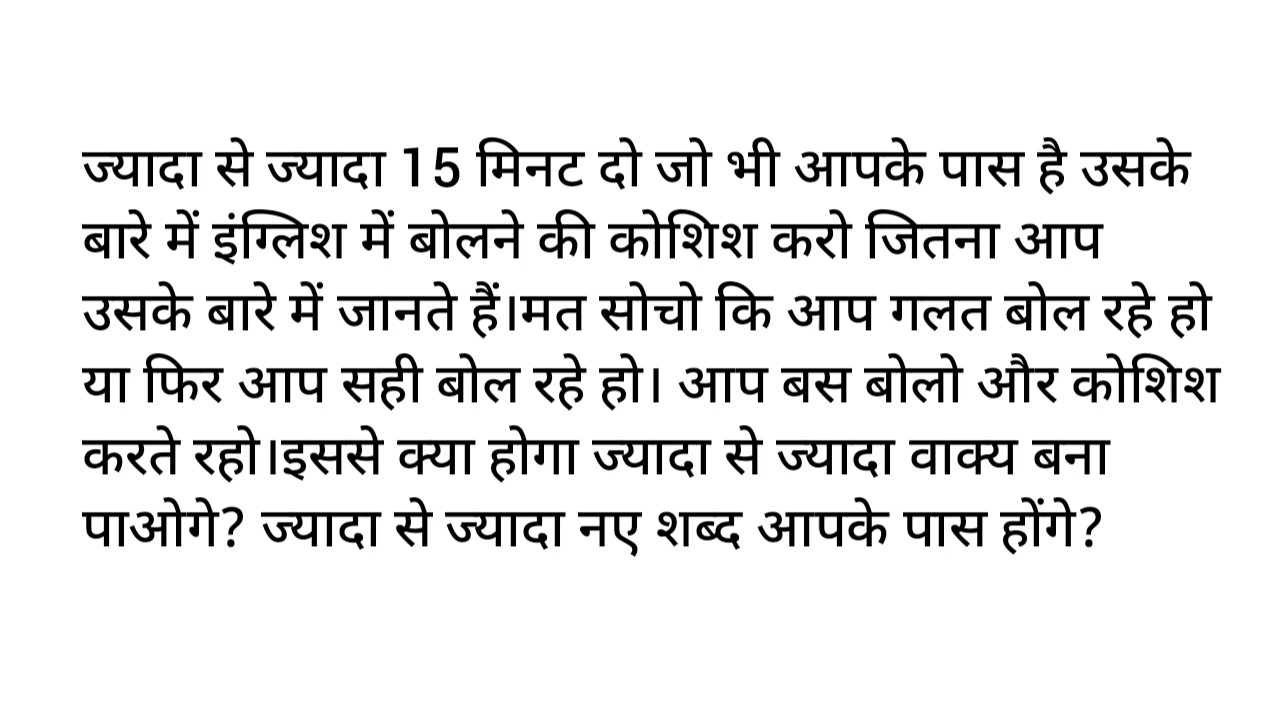 ज्यादा से ज्यादा 15 मिनट दो जो भी आपके पास है उसके
बारे में इंग्लिश में बोलने की कोशिश करो जितना आप
उसके बारे में जानते हैं।मत सोचो कि आप गलत बोल रहे हो
या फिर आप सही बोल रहे हो। आप बस बोलो और कोशिश
करते रहो।इससे क्या होगा ज्यादा से ज्यादा वाक्य बना
पाओगे? ज्यादा से ज्यादा नए शब्द आपके पास होंगे?